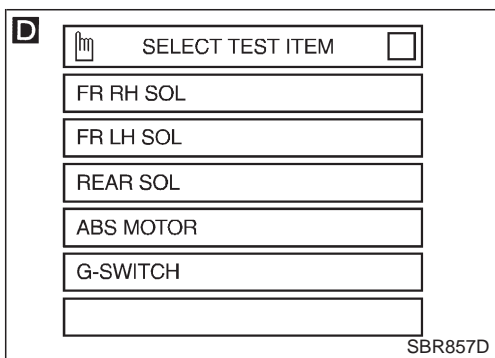 D
SELECT TEST ITEM
FR RH SOL
FR LH SOL
REAR SOL
ABS MOTOR
G-SWITCH
SBR857D